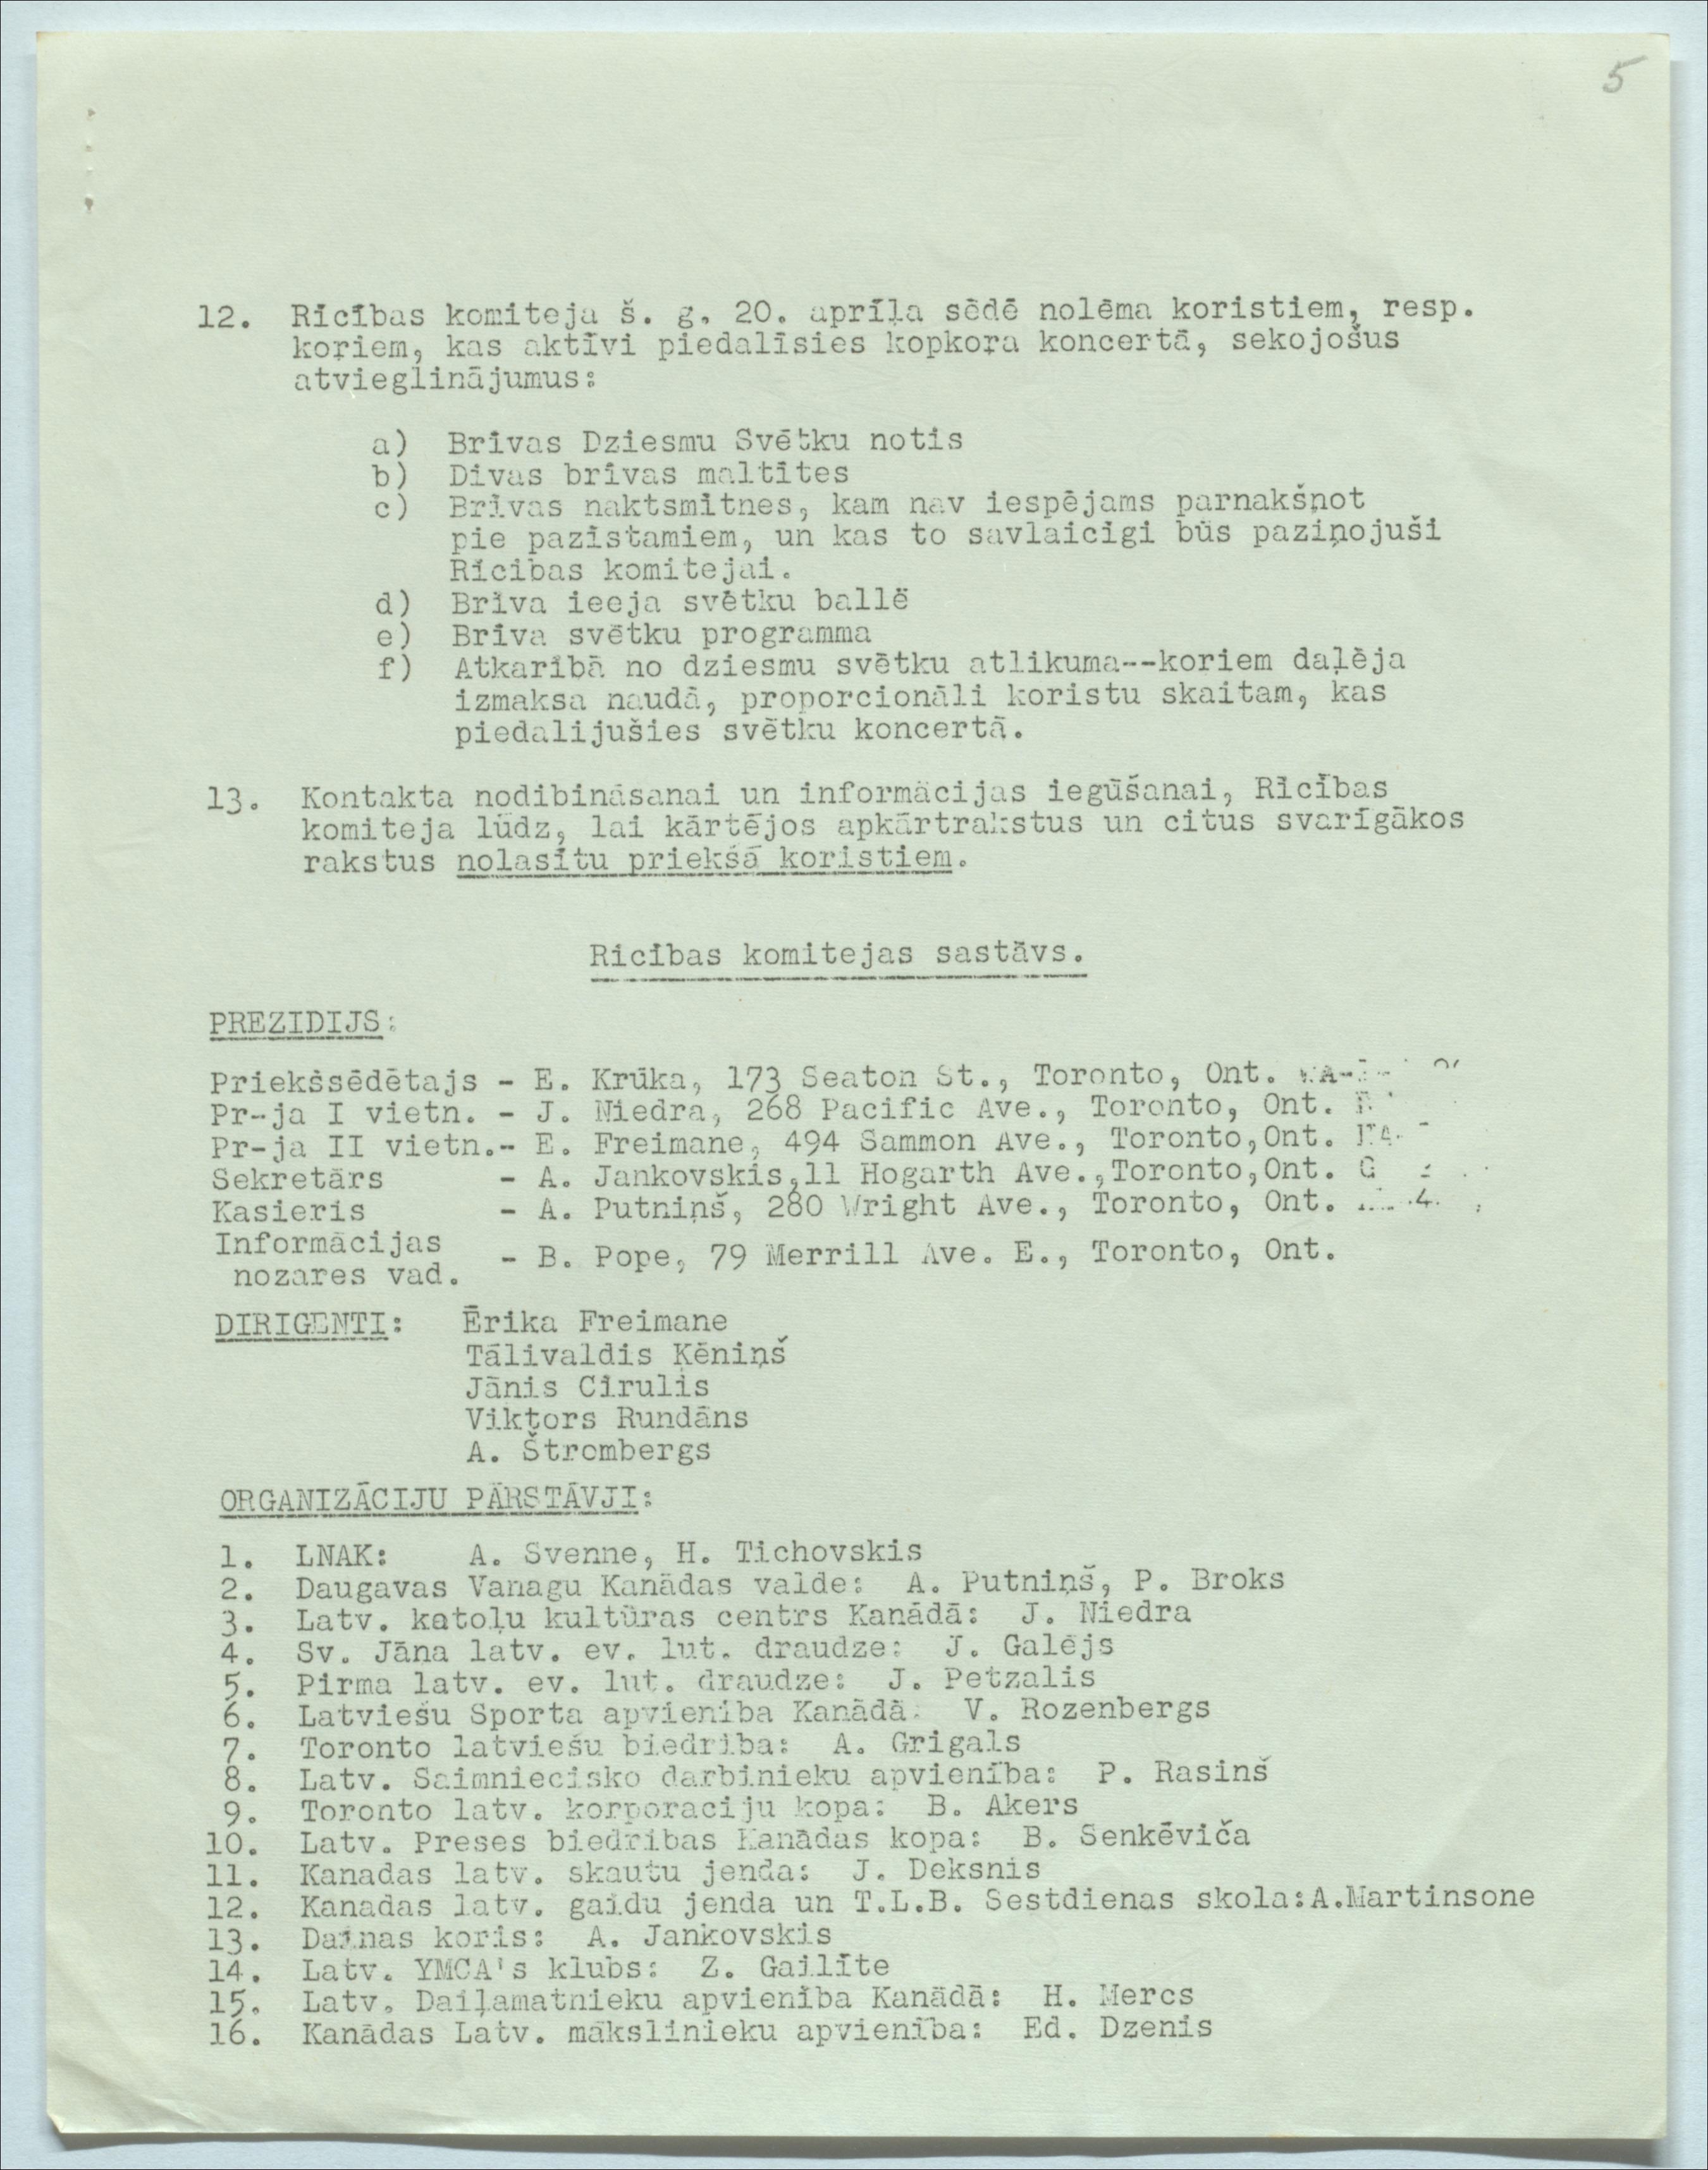 5
12. Rīcības komiteja š. g. 20. aprīļa sēdē nolēma koristiem, resp.
koŗiem, kas aktīvi piedalīsies kopkoŗa koncertā, sekojošus
atvieglinājumus:
a) Brīvas Dziesmu Svētku notis
b) Divas brīvas maltītes
c) Brīvas naktsmītnes, kam nav iespējams parnakšņot
pie pazīstamiem, un kas to savlaicīgi būs paziņojuši
Rīcības komitejai.
d) Brīva ieeja svētku ballē
e) Brīva svētku programma
f) Atkarībā no dziesmu svētku atlikuma--koriem daļēja
izmaksa naudā, proporcionāli koristu skaitam, kas
piedalijušies svētku koncertā.
13. Kontakta nodibināsanai un informācijas iegūšanai, Rīcības
komiteja lūdz, lai kārtējos apkārtrakstus un citus svarīgākos
rakstus nolasītu priekšā koristiem.
Rīcības komitejas sastāvs.
PREZIDIJS:
Priekšsēdētajs - E. Krūka, 173 Seaton St., Toronto, Ont.
Pr-ja I vietn. - J. Niedra, 268 Pacific Ave., Toronto, Ont.
Pr-ja II vietn.- E. Freimane, 494 Sammon Ave., Toronto,Ont.
Sekretārs - A. Jankovskis,11 Hogarth Ave.,Toronto,Ont.
Kasieris - A. Putniņš, 280 Wright Ave., Toronto, Ont.
Informācijas
nozares vad. - B. Pope, 79 Merrill Ave. E., Toronto, Ont.
DIRIGENTI: Ērika Freimane
Tālivaldis Ķēniņš
Jānis Cīrulis
Viktors Rundāns
A. Štrombergs
ORGANIZĀCIJU PĀRSTĀVJI:
1. LNAK: A. Svenne, H. Tichovskis
2. Daugavas Vanagu Kanādas valde: A. Putniņš, P. Broks
3. Latv. katoļu kultūras centrs Kanādā: J. Niedra
4. Sv. Jāna latv. ev. lut. draudze: J. Galējs
5. Pirma latv. ev. lut. draudze: J. Petzalis
6. Latviešu Sporta apvienība Kanādā: V. Rozenbergs
7. Toronto latviešu biedrība: A. Grigals
8. Latv. Saimniecisko darbinieku apvienība: P. Rasinš
9. Toronto latv. korporaciju kopa: B. Akers
10. Latv. Preses biedrības Kanādas kopa: B. Senkēviča
11. Kanadas latv. skautu jenda: J. Deksnis
12. Kanadas latv. gaidu jenda un T.L.B. Sestdienas skola:A.Martinsone
13. Dainas koris: A. Jankovskis
14. Latv. YMCA's klubs: Z. Gailīte
15. Latv. Daiļamatnieku apvienība Kanādā: H. Mercs
16. Kanādas Latv. mākslinieku apvienība: Ed. Dzenis